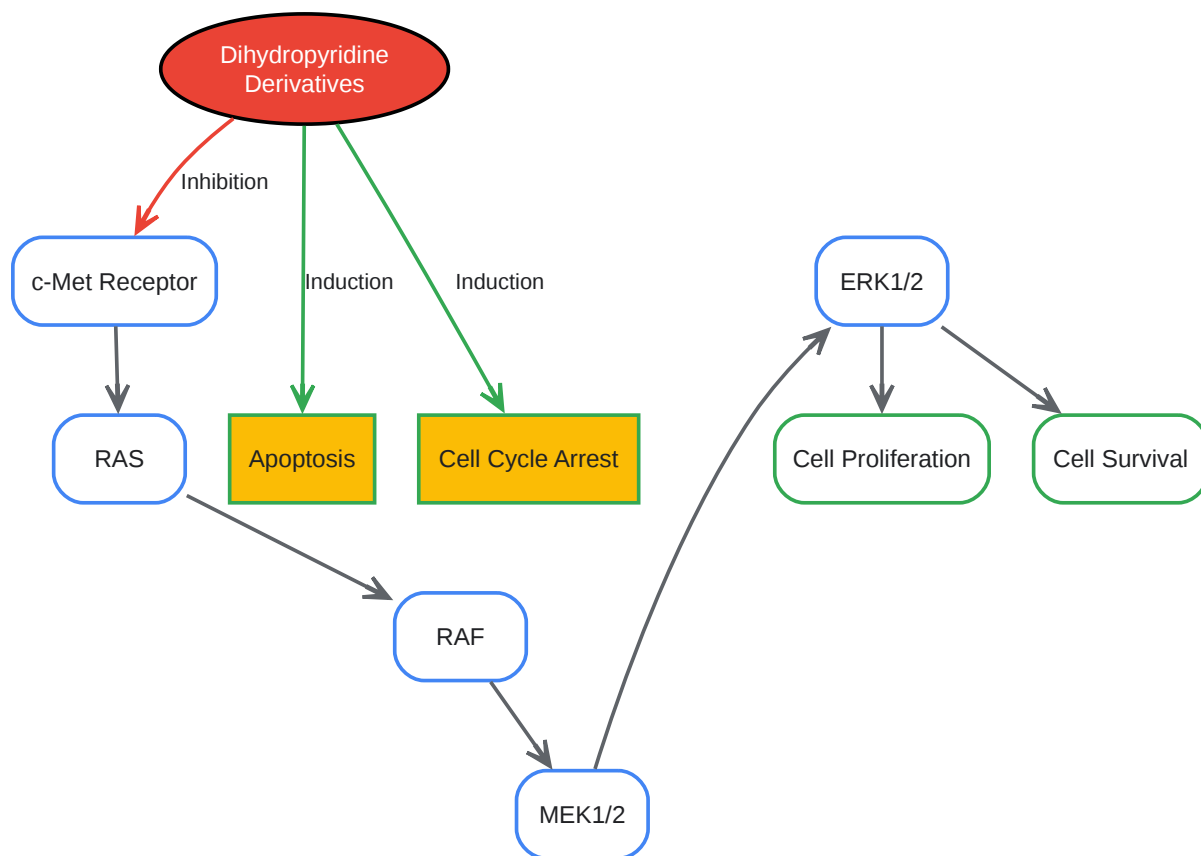 Dihydropyridine
Derivatives
Inhibition
c-Met Receptor
Induction
Induction
ERK1/2
RAS
Apoptosis
Cell Cycle Arrest
Cell Proliferation
Cell Survival
RAF
MEK1/2